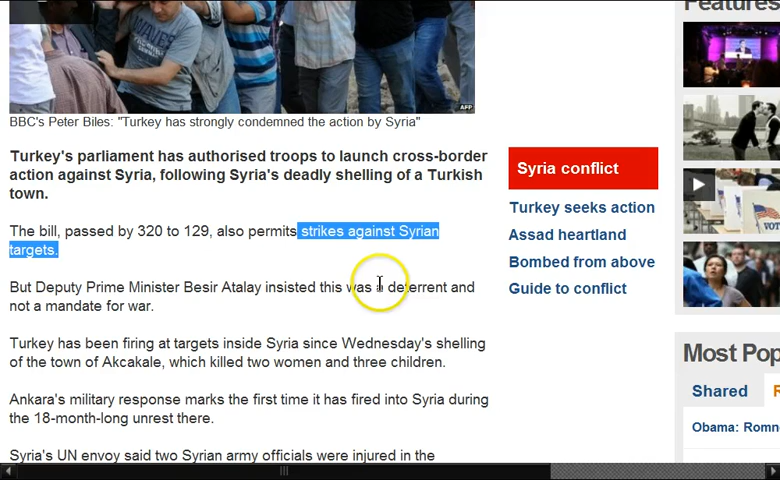 Features
WAVES
AFP
BBC's Peter Biles: "Turkey has strongly condemned the action by Syria"
Turkey's parliament has authorised troops to launch cross-border
action against Syria, following Syria's deadly shelling of a Turkish
town.
The bill, passed by 320 to 129, also permits strikes against Syrian
targets.
But Deputy Prime Minister Besir Atalay insisted this was a deterrent and
not a mandate for war.
Turkey has been firing at targets inside Syria since Wednesday's shelling
of the town of Akcakale, which killed two women and three children.
Ankara's military response marks the first time it has fired into Syria during
the 18-month-long unrest there.
Syria's UN envoy said two Syrian army officials were injured in the
Syria conflict
Turkey seeks action
Assad heartland
Bombed from above
Guide to conflict
Most Pop
Shared
R
Obama: Romn